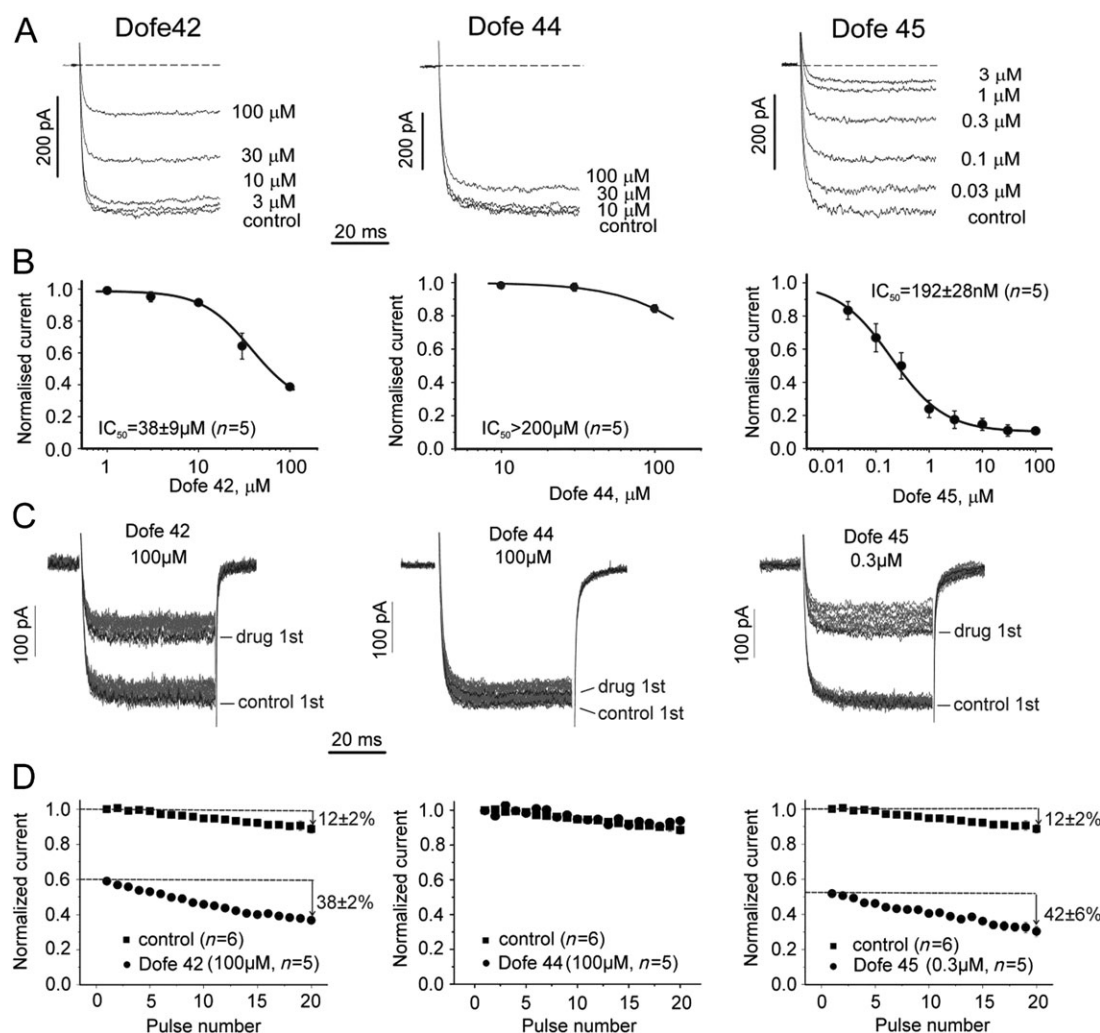 A
Dofe42
Dofe 44
Dofe 45
200 pA
100 μM
30 μM
10 μM
3 μM
control
200 pA
100 μM
30 μM
10 μM
control
200 pA
3 μM
1 μM
0.3 μM
0.1 μM
0.03 μM
control
20 ms
B
Normalised current
1.0
0.8
0.6
0.4
0.2
0.0
IC50=38±9μM (n=5)
1
10
100
Dofe 42, μM
Normalised current
1.0
0.8
0.6
0.4
0.2
0.0
IC50>200μM (n=5)
10
100
Dofe 44, μM
Normalised current
1.0
0.8
0.6
0.4
0.2
0.0
IC50=192±28nM (n=5)
0.01
0.1
1
10
100
Dofe 45, μM
C
Dofe 42
100μM
100 pA
drug 1st
control 1st
Dofe 44
100μM
100 pA
drug 1st
control 1st
Dofe 45
0.3μM
100 pA
drug 1st
control 1st
20 ms
D
Normalized current
1.0
0.8
0.6
0.4
0.2
0.0
12±2%
38±2%
control (n=6)
Dofe 42 (100μM, n=5)
0
5
10
15
20
Pulse number
Normalized current
1.0
0.8
0.6
0.4
0.2
0.0
control (n=6)
Dofe 44 (100μM, n=5)
0
5
10
15
20
Pulse number
Normalized current
1.0
0.8
0.6
0.4
0.2
0.0
12±2%
42±6%
control (n=6)
Dofe 45 (0.3μM, n=5)
0
5
10
15
20
Pulse number